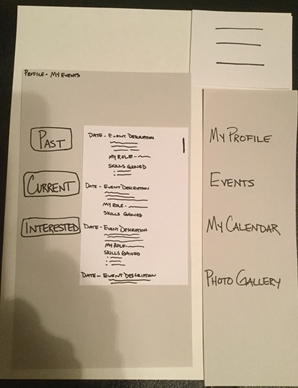 PROFILE - MY EVENTS
PAST
CURRENT
INTERESTED
DATE - EVENT DESCRIPTION
MY ROLE -
SKILLS GAINED
DATE - EVENT DESCRIPTION
MY ROLE -
SKILLS GAINED
DATE - EVENT DESCRIPTION
MY ROLE -
SKILLS GAINED
DATE - EVENT DESCRIPTION
MY PROFILE
EVENTS
MY CALENDAR
PHOTO GALLERY